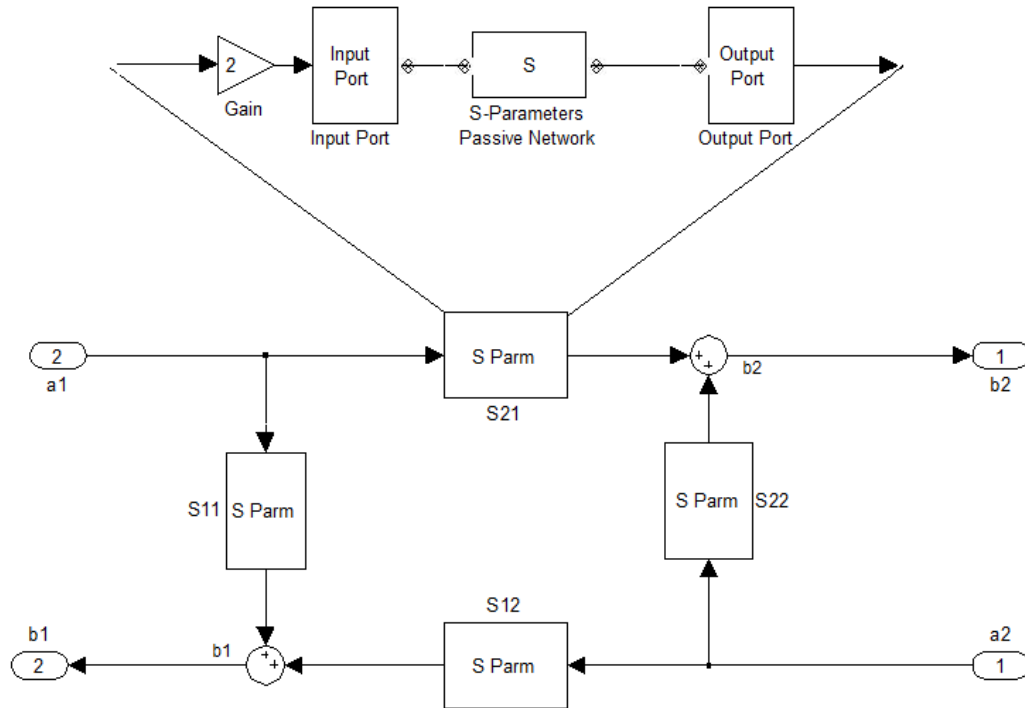 2
Gain
Input
Port
Input Port
S
S-Parameters
Passive Network
Output
Port
Output Port
2
a1
S Parm
S21
+
+
b2
1
b2
S11
S Parm
S Parm
S22
S12
b1
2
b1
+
+
S Parm
a2
1